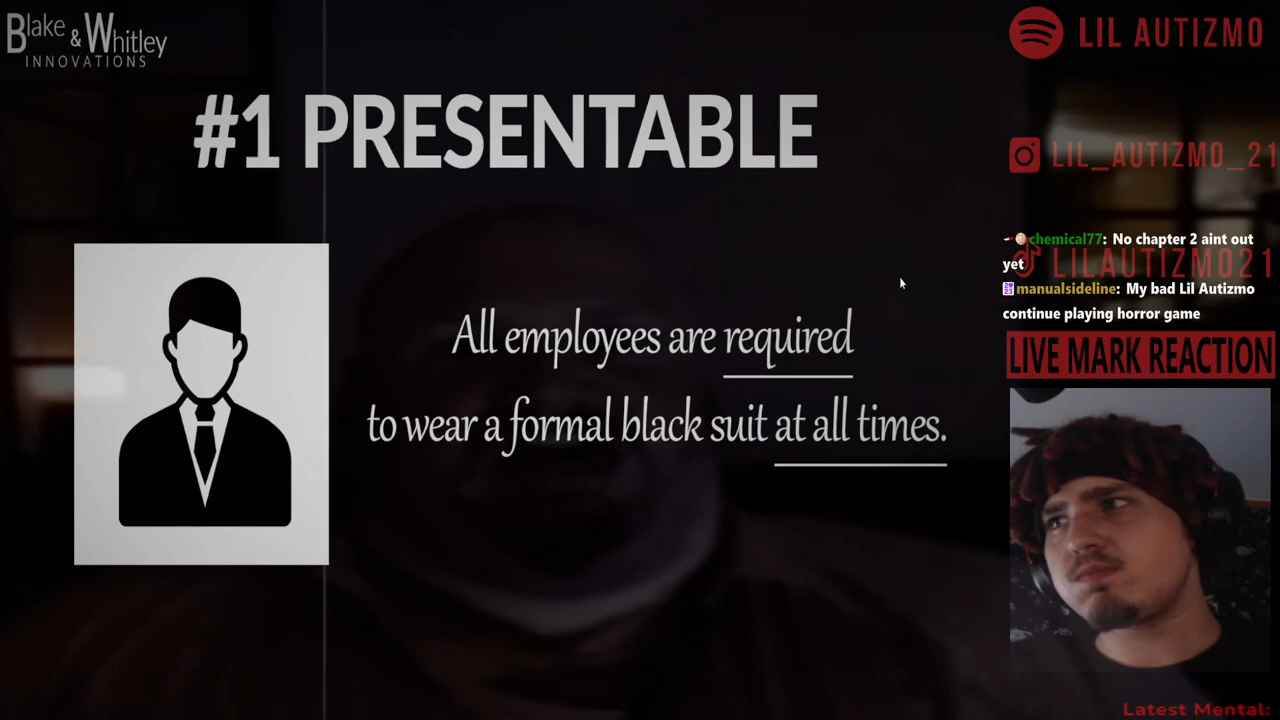 Blake & Whitley
INNOVATIONS
#1 PRESENTABLE
All employees are required
to wear a formal black suit at all times.
LIL AUTIZMO
LIL_AUTIZMO_21
chemical77: No chapter 2 aint out
yet
LILAUTIZMO21
manualsideline: My bad Lil Autizmo
continue playing horror game
LIVE MARK REACTION
Latest Mental: